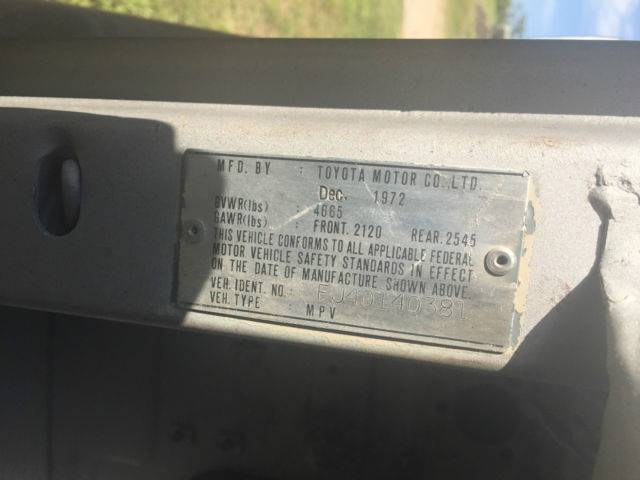 MFD. BY : TOYOTA MOTOR CO.,LTD.
Dec. 1972
GVWR(lbs) : 4665
GAWR(lbs) : FRONT. 2120 REAR. 2545
THIS VEHICLE CONFORMS TO ALL APPLICABLE FEDERAL
MOTOR VEHICLE SAFETY STANDARDS IN EFFECT
ON THE DATE OF MANUFACTURE SHOWN ABOVE.
VEH. IDENT. NO.: FJ40140381
VEH. TYPE : MPV